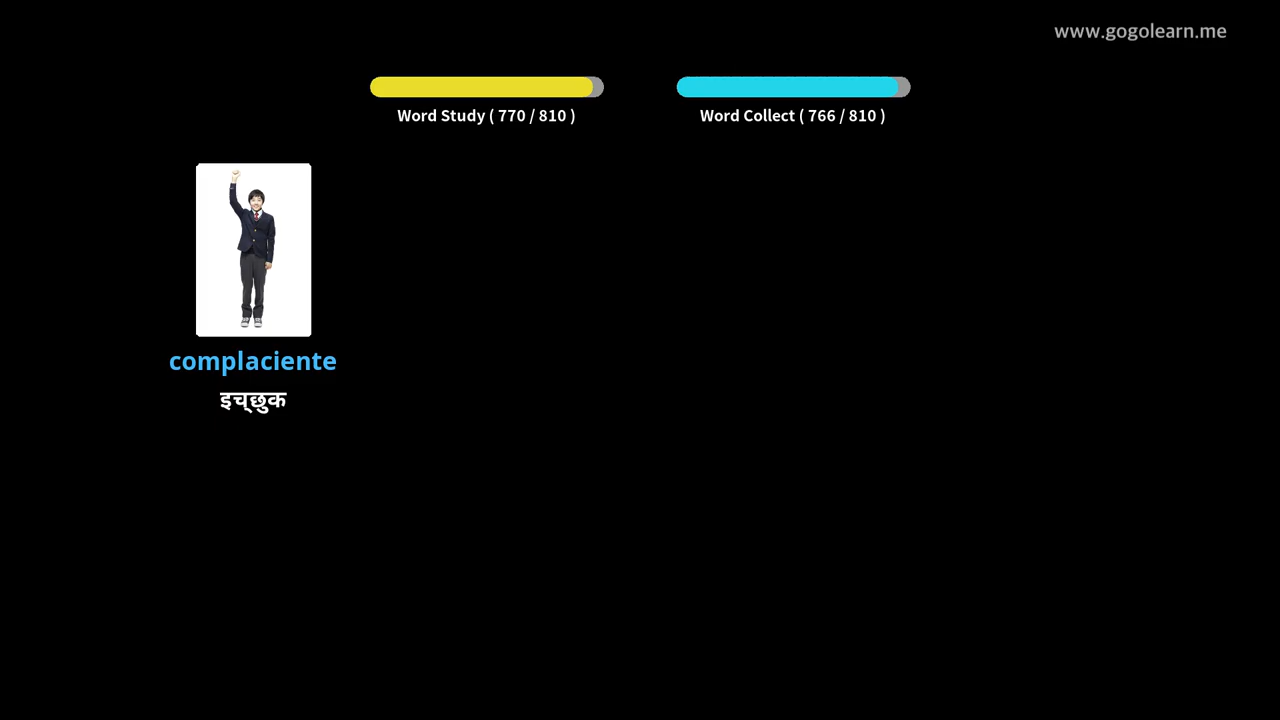 www.gogolearn.me
Word Study ( 770 / 810 )
Word Collect ( 766 / 810 )
complaciente
इच्छुक